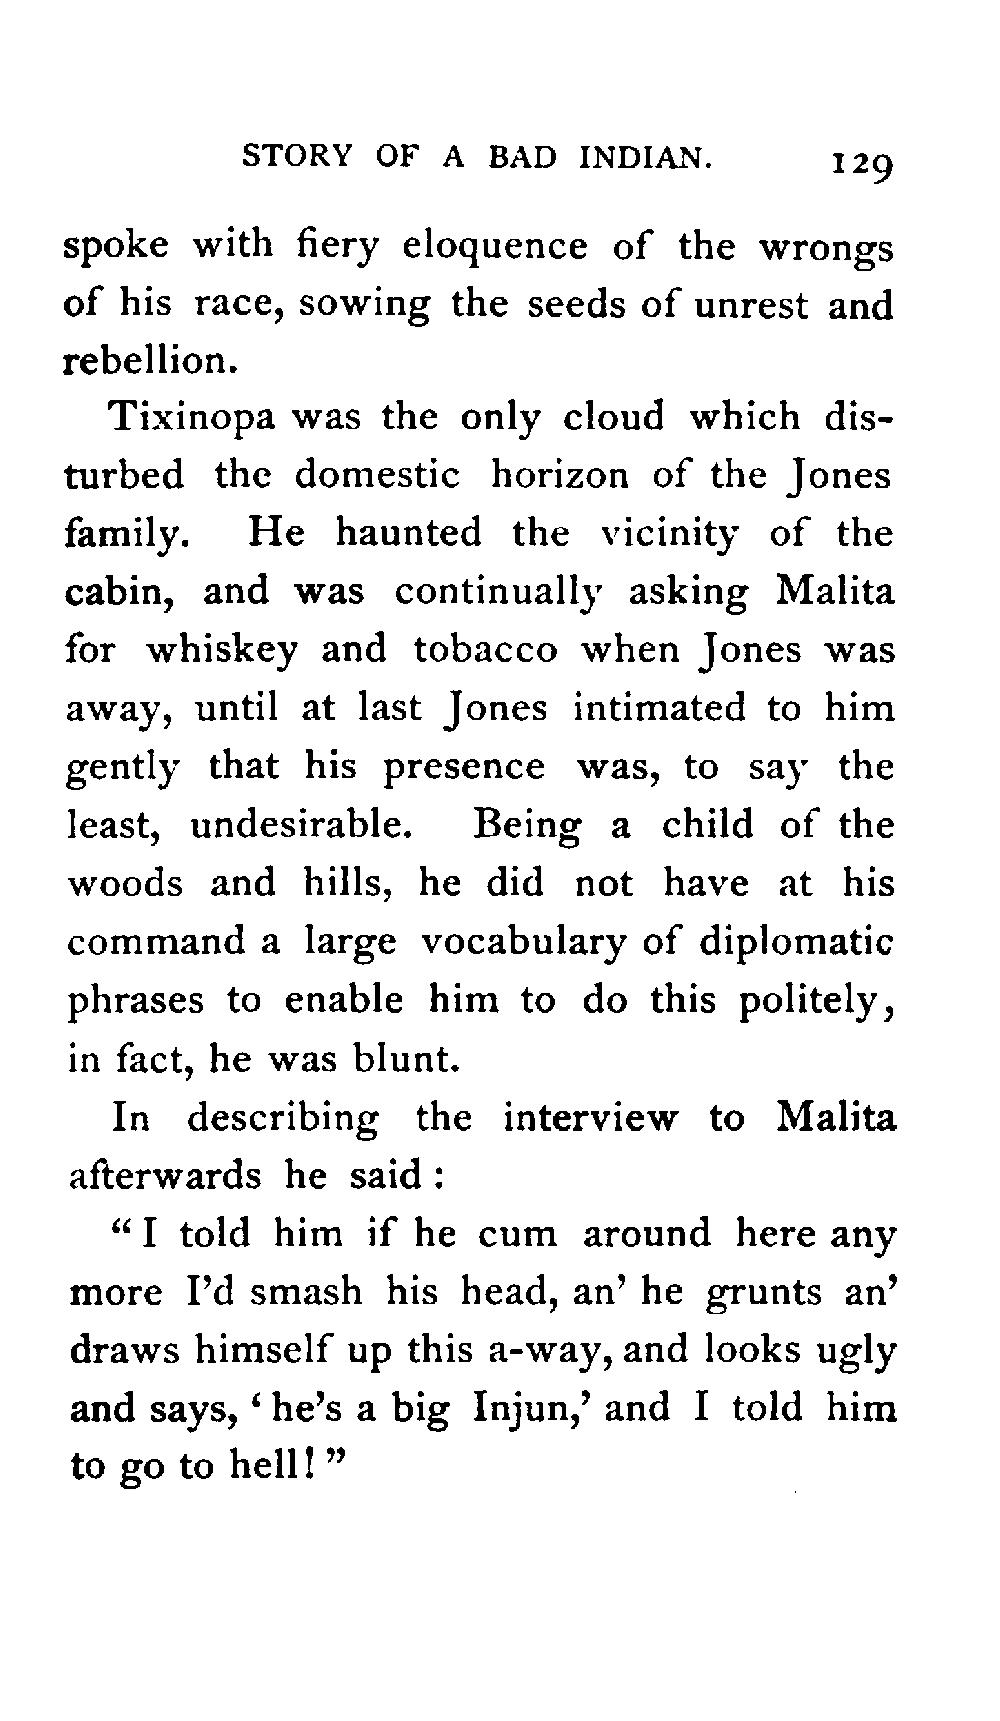 STORY OF A BAD INDIAN. 129
spoke with fiery eloquence of the wrongs
of his race, sowing the seeds of unrest and
rebellion.
Tixinopa was the only cloud which dis-
turbed the domestic horizon of the Jones
family. He haunted the vicinity of the
cabin, and was continually asking Malita
for whiskey and tobacco when Jones was
away, until at last Jones intimated to him
gently that his presence was, to say the
least, undesirable. Being a child of the
woods and hills, he did not have at his
command a large vocabulary of diplomatic
phrases to enable him to do this politely,
in fact, he was blunt.
In describing the interview to Malita
afterwards he said :
“ I told him if he cum around here any
more I’d smash his head, an’ he grunts an’
draws himself up this a-way, and looks ugly
and says, ‘ he’s a big Injun,’ and I told him
to go to hell! ”